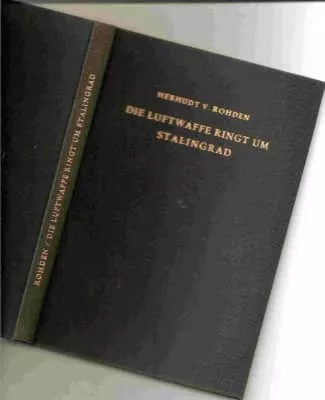 HERHUDT V. ROHDEN
DIE LUFTWAFFE RINGT UM
STALINGRAD
ROHDEN / DIE LUFTWAFFE RINGT UM STALINGRAD